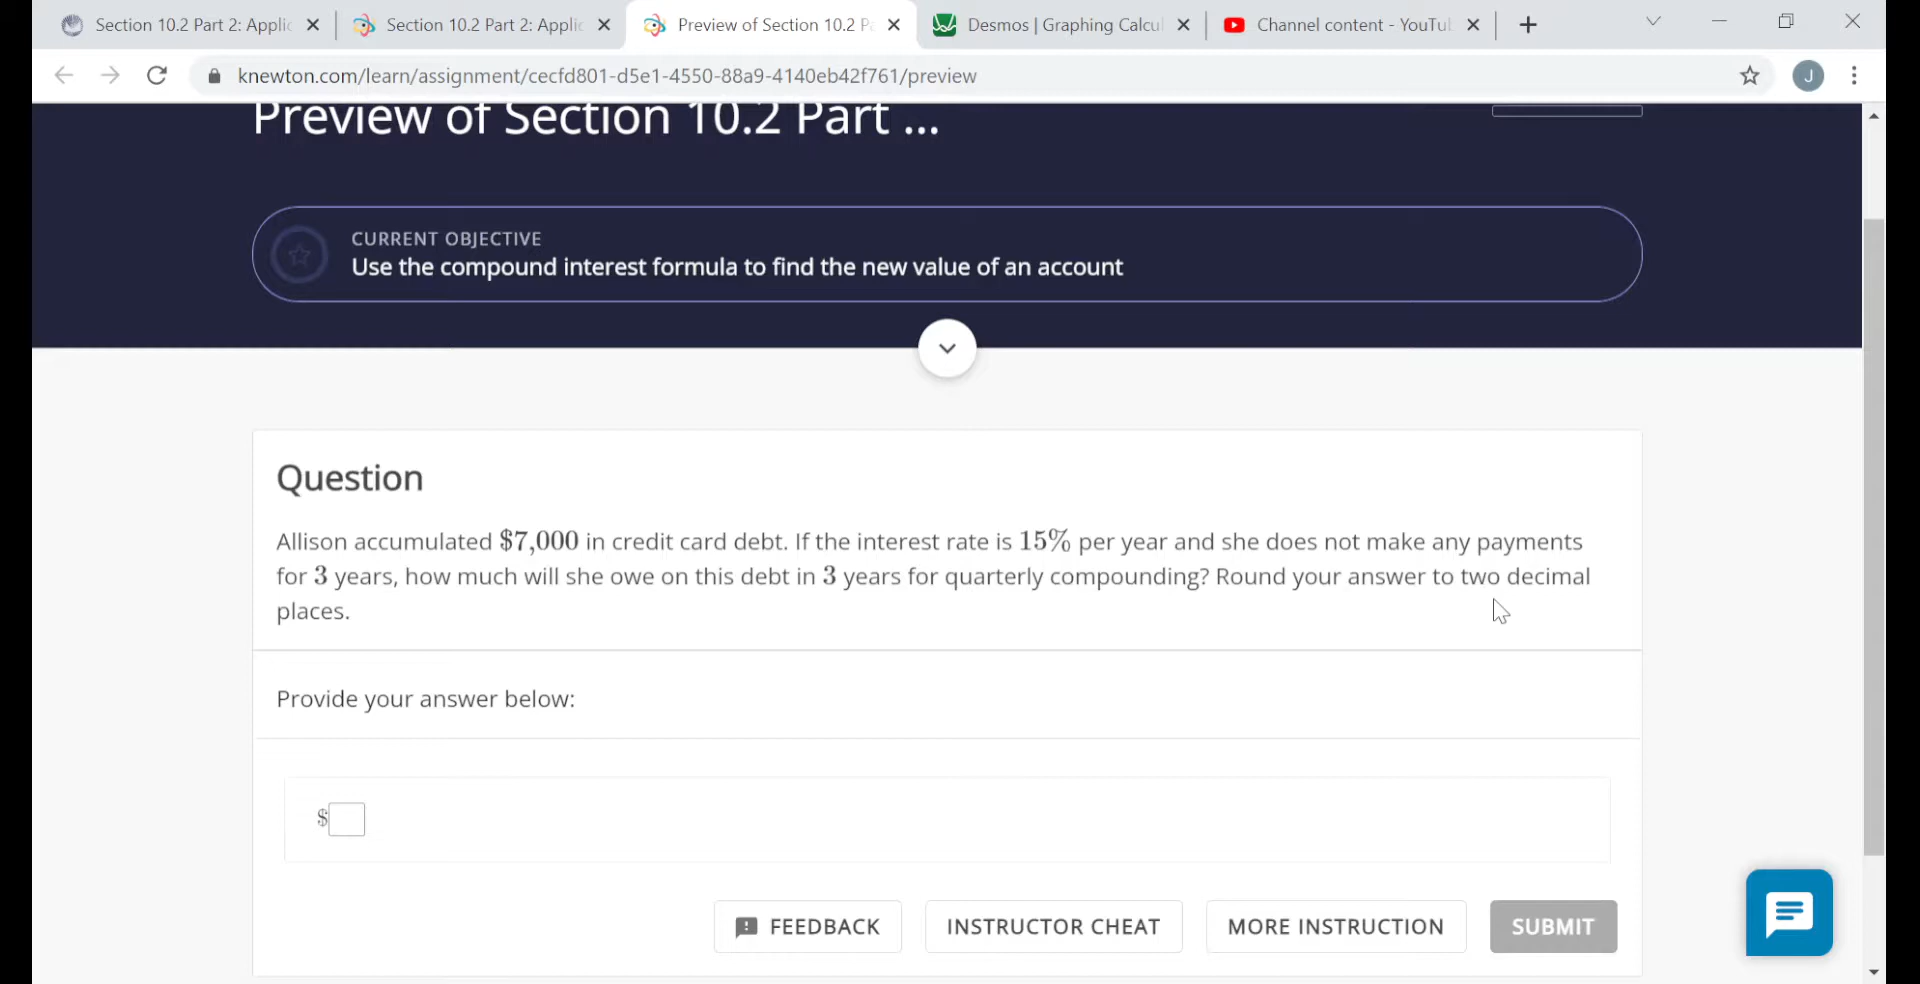 Section 10.2 Part 2: Applic
Section 10.2 Part 2: Applic
Preview of Section 10.2 Pa
Desmos | Graphing Calcul
Channel content - YouTub
knewton.com/learn/assignment/cecfd801-d5e1-4550-88a9-4140eb42f761/preview
J
Preview of Section 10.2 Part ...
CURRENT OBJECTIVE
Use the compound interest formula to find the new value of an account
Question
Allison accumulated $7,000 in credit card debt. If the interest rate is 15% per year and she does not make any payments
for 3 years, how much will she owe on this debt in 3 years for quarterly compounding? Round your answer to two decimal
places.
Provide your answer below:
$
FEEDBACK
INSTRUCTOR CHEAT
MORE INSTRUCTION
SUBMIT